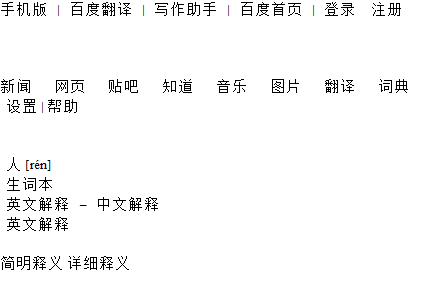 手机版 | 百度翻译 | 写作助手 | 百度首页 | 登录 注册
新闻 网页 贴吧 知道 音乐 图片 翻译 词典
设置 | 帮助
人 [rén]
生词本
英文解释 – 中文解释
英文解释
简明释义 详细释义